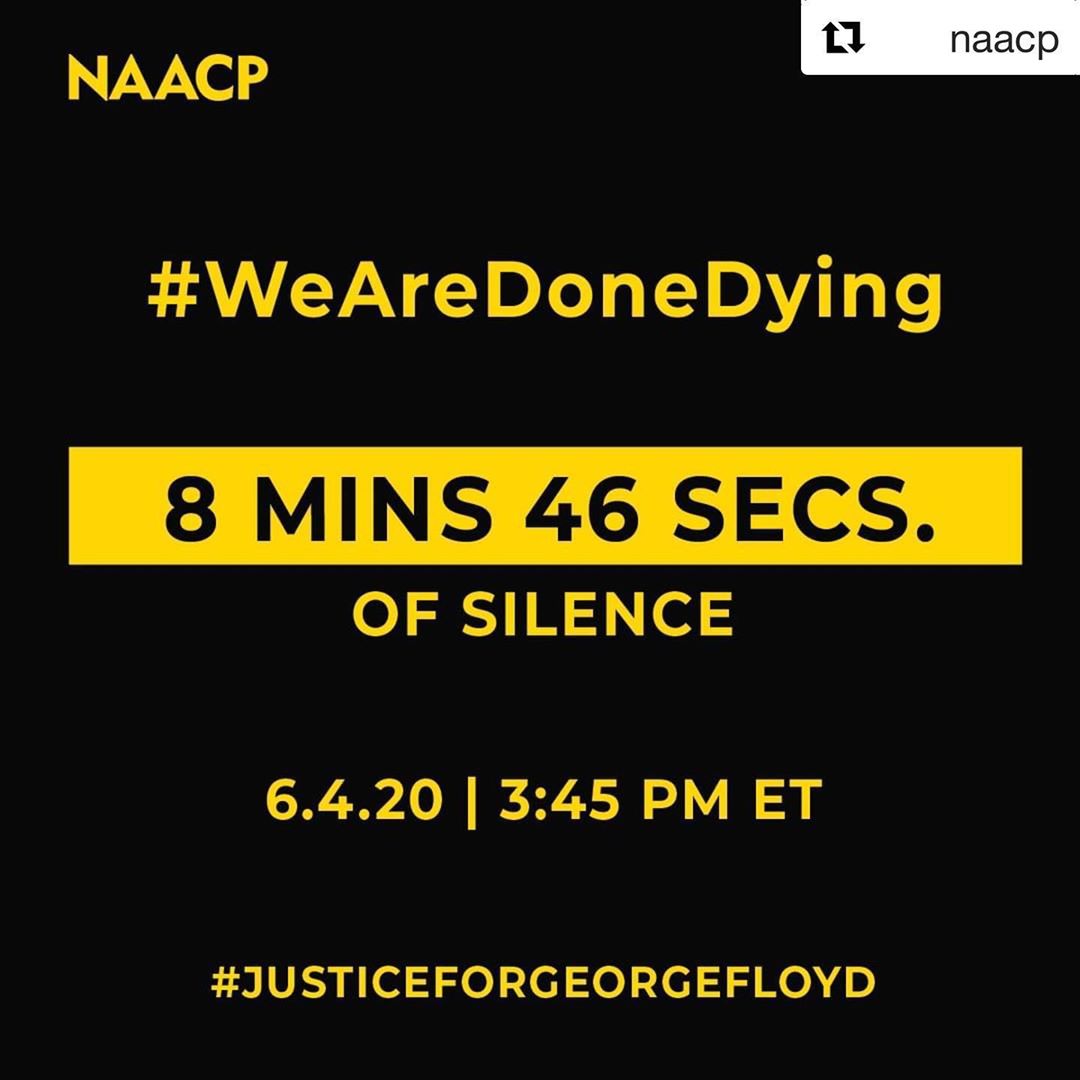 NAACP
naacp
#WeAreDoneDying
8 MINS 46 SECS.
OF SILENCE
6.4.20 | 3:45 PM ET
#JUSTICEFORGEORGEFLOYD